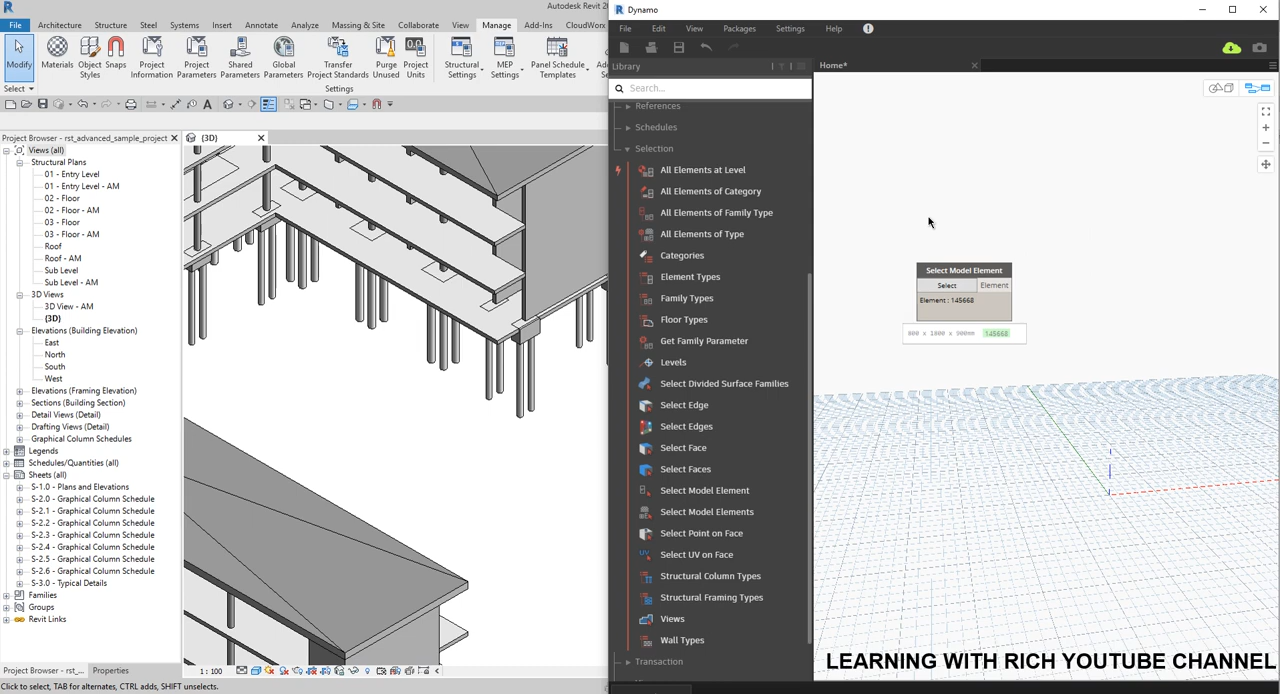 Autodesk Revit 20
File Architecture Structure Steel Systems Insert Annotate Analyze Massing & Site Collaborate View Manage Add-Ins CloudWorx
Modify
Materials
Object Styles
Snaps
Project Information
Project Parameters
Shared Parameters
Global Parameters
Transfer Project Standards
Purge Unused
Project Units
Structural Settings
MEP Settings
Panel Schedule Templates
Select
Settings
Project Browser - rst_advanced_sample_project
(3D)
Views (all)
Structural Plans
01 - Entry Level
01 - Entry Level - AM
02 - Floor
02 - Floor - AM
03 - Floor
03 - Floor - AM
Roof
Roof - AM
Sub Level
Sub Level - AM
3D Views
3D View - AM
(3D)
Elevations (Building Elevation)
East
North
South
West
Elevations (Framing Elevation)
Sections (Building Section)
Detail Views (Detail)
Drafting Views (Detail)
Graphical Column Schedules
Legends
Schedules/Quantities (all)
Sheets (all)
S-1.0 - Plans and Elevations
S-2.0 - Graphical Column Schedule
S-2.1 - Graphical Column Schedule
S-2.2 - Graphical Column Schedule
S-2.3 - Graphical Column Schedule
S-2.4 - Graphical Column Schedule
S-2.5 - Graphical Column Schedule
S-2.6 - Graphical Column Schedule
S-3.0 - Typical Details
Families
Groups
Revit Links
Project Browser - rst_...
Properties
1 : 100
Click to select, TAB for alternates, CTRL adds, SHIFT unselects.
Dynamo
File Edit View Packages Settings Help
Library
Search...
References
Schedules
Selection
All Elements at Level
All Elements of Category
All Elements of Family Type
All Elements of Type
Categories
Element Types
Family Types
Floor Types
Get Family Parameter
Levels
Select Divided Surface Families
Select Edge
Select Edges
Select Face
Select Faces
Select Model Element
Select Model Elements
Select Point on Face
Select UV on Face
Structural Column Types
Structural Framing Types
Views
Wall Types
Transaction
Home*
Select Model Element
Select Element
Element : 145668
800 x 1800 x 900mm 145668
LEARNING WITH RICH YOUTUBE CHANNEL